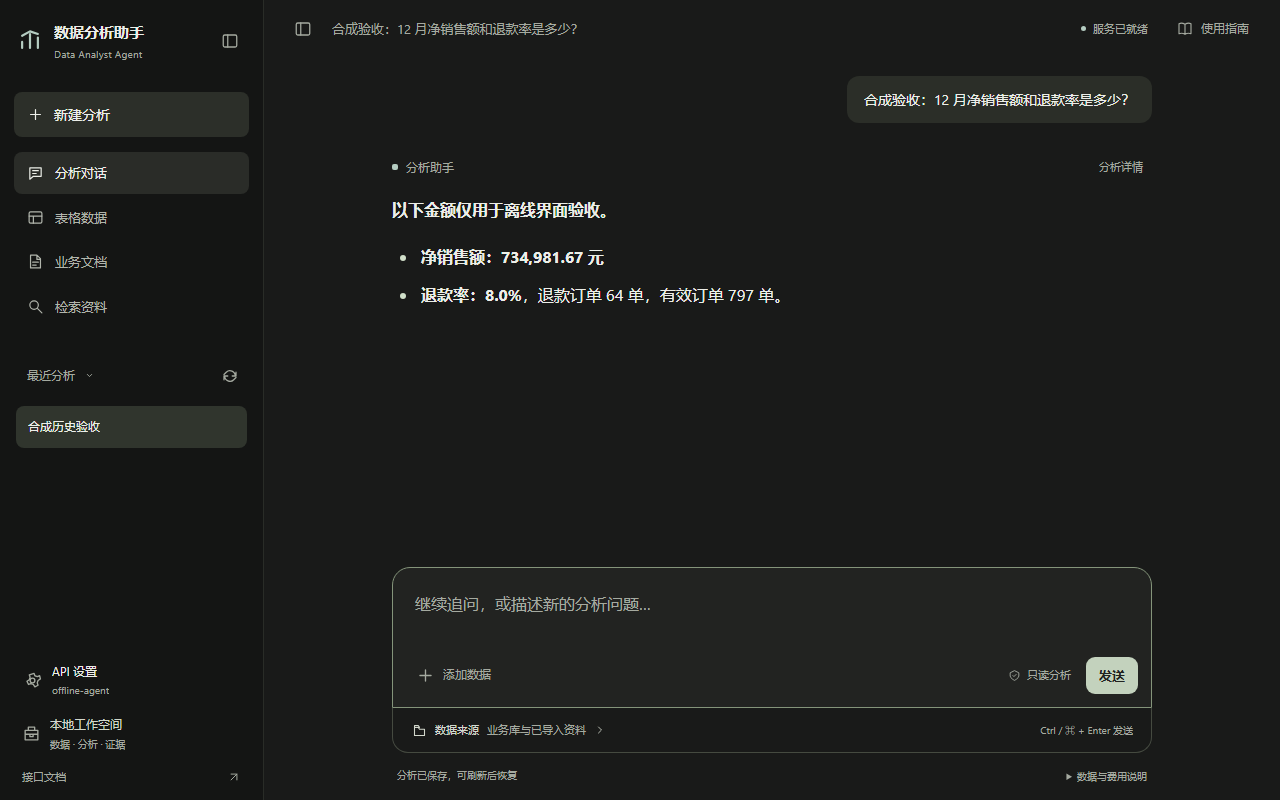 数据分析助手
Data Analyst Agent
新建分析
分析对话
表格数据
业务文档
检索资料
最近分析
合成历史验收
API 设置
offline-agent
本地工作空间
数据 · 分析 · 证据
接口文档
合成验收：12 月净销售额和退款率是多少？
服务已就绪
使用指南
合成验收：12 月净销售额和退款率是多少？
分析助手
分析详情
以下金额仅用于离线界面验收。
净销售额：734,981.67 元
退款率：8.0%，退款订单 64 单，有效订单 797 单。
继续追问，或描述新的分析问题...
添加数据
只读分析
发送
数据来源 业务库与已导入资料
Ctrl / ⌘ + Enter 发送
分析已保存，可刷新后恢复
数据与费用说明